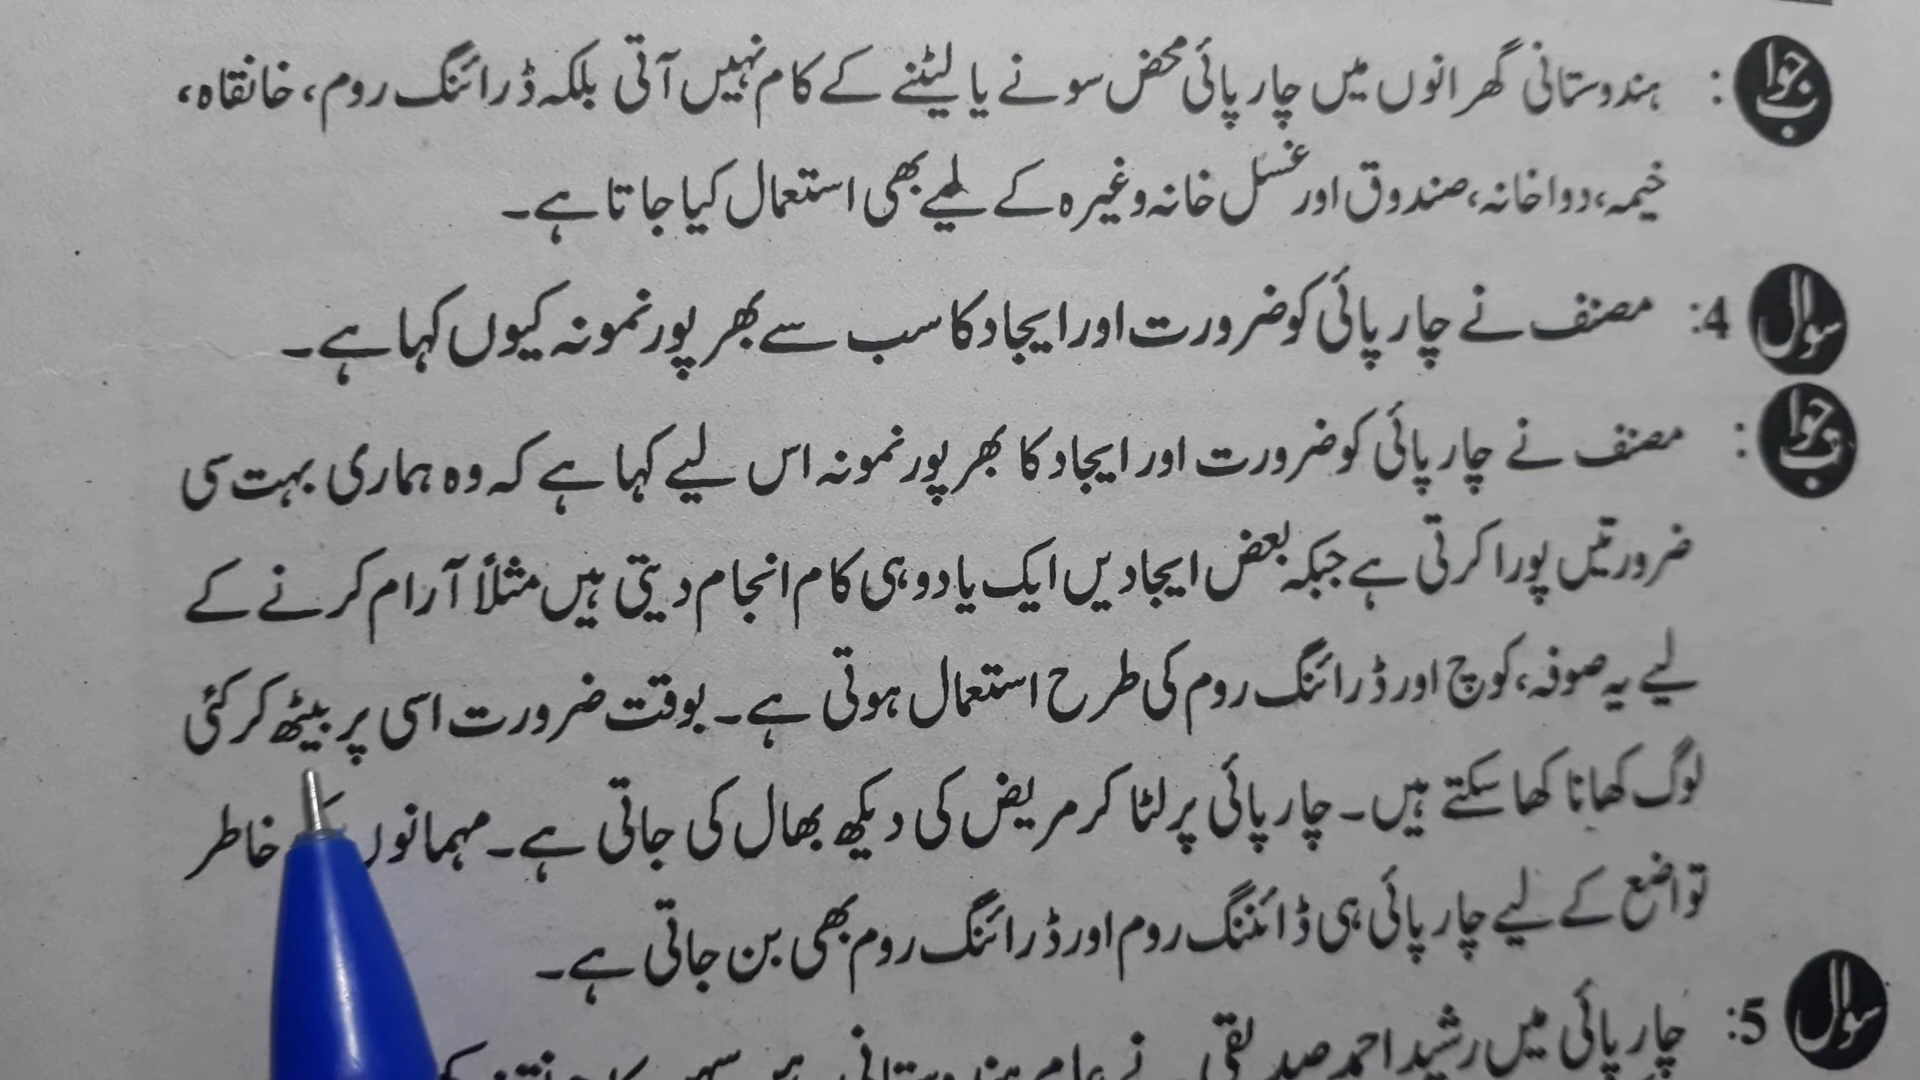 جواب : ہندوستانی گھرانوں میں چارپائی محض سونے یا لیٹنے کے کام نہیں آتی بلکہ ڈرائنگ روم، خانقاہ،
خیمہ، دواخانہ، صندوق اور غسل خانہ وغیرہ کے لیے بھی استعمال کیا جاتا ہے۔
سوال 4: مصنف نے چارپائی کو ضرورت اور ایجاد کا سب سے بھرپور نمونہ کیوں کہا ہے۔
جواب : مصنف نے چارپائی کو ضرورت اور ایجاد کا بھرپور نمونہ اس لیے کہا ہے کہ وہ ہماری بہت سی
ضرورتیں پورا کرتی ہے جبکہ بعض ایجادیں ایک یا دو ہی کام انجام دیتی ہیں مثلاً آرام کرنے کے
لیے یہ صوفہ، کوچ اور ڈرائنگ روم کی طرح استعمال ہوتی ہے۔ بوقت ضرورت اسی پر بیٹھ کر کئی
لوگ کھانا کھا سکتے ہیں۔ چارپائی پر لٹا کر مریض کی دیکھ بھال کی جاتی ہے۔ مہمانوں خاطر
تواضع کے لیے چارپائی ہی ڈائننگ روم اور ڈرائنگ روم بھی بن جاتی ہے۔
سوال 5: چارپائی میں رشید احمد صدیقی نے عام ہندوستانی